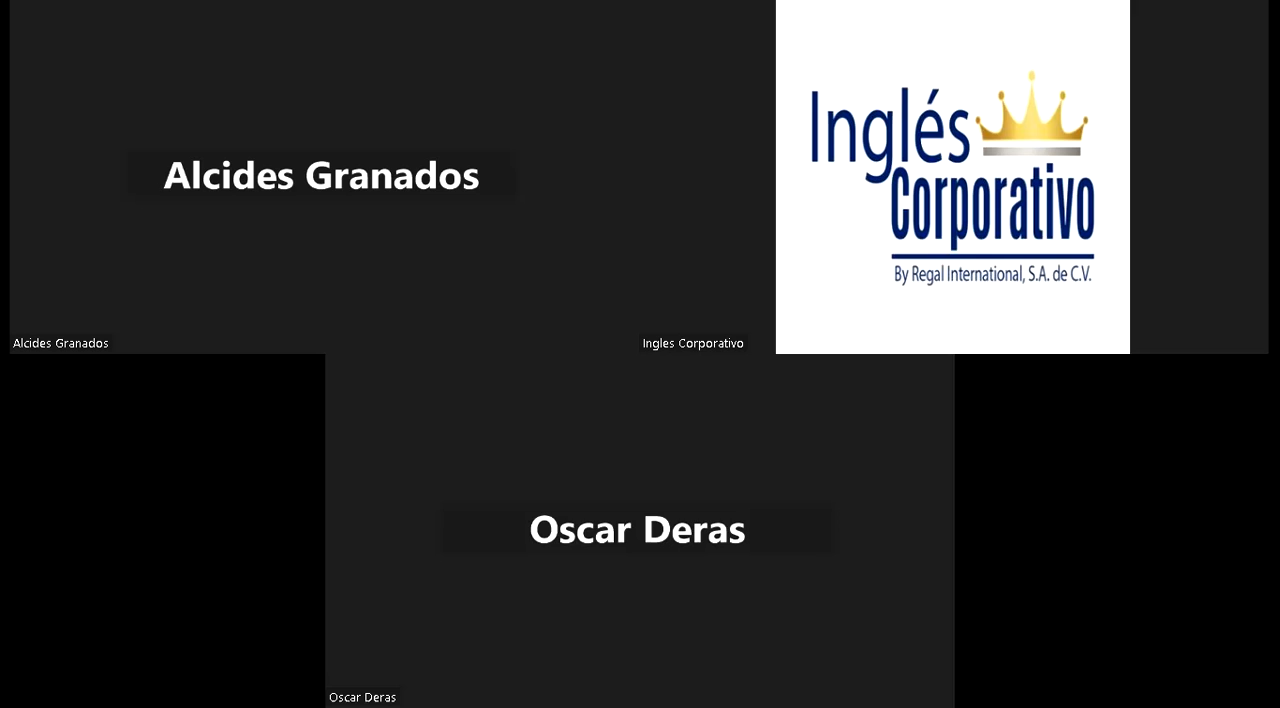 Alcides Granados
Inglés
Corporativo
By Regal International, S.A. de C.V.
Alcides Granados
Ingles Corporativo
Oscar Deras
Oscar Deras